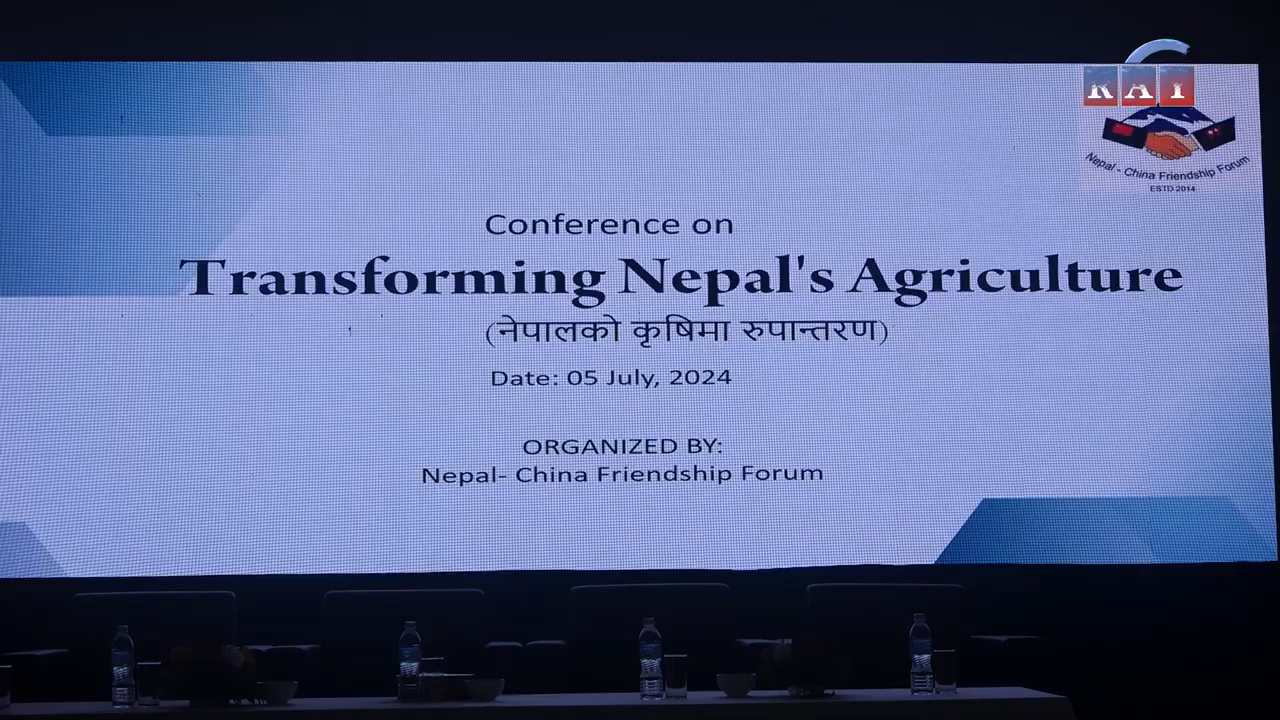 KAT
Nepal - China Friendship Forum
ESTD 2014
Conference on
Transforming Nepal's Agriculture
(नेपालको कृषिमा रुपान्तरण)
Date: 05 July, 2024
ORGANIZED BY:
Nepal- China Friendship Forum